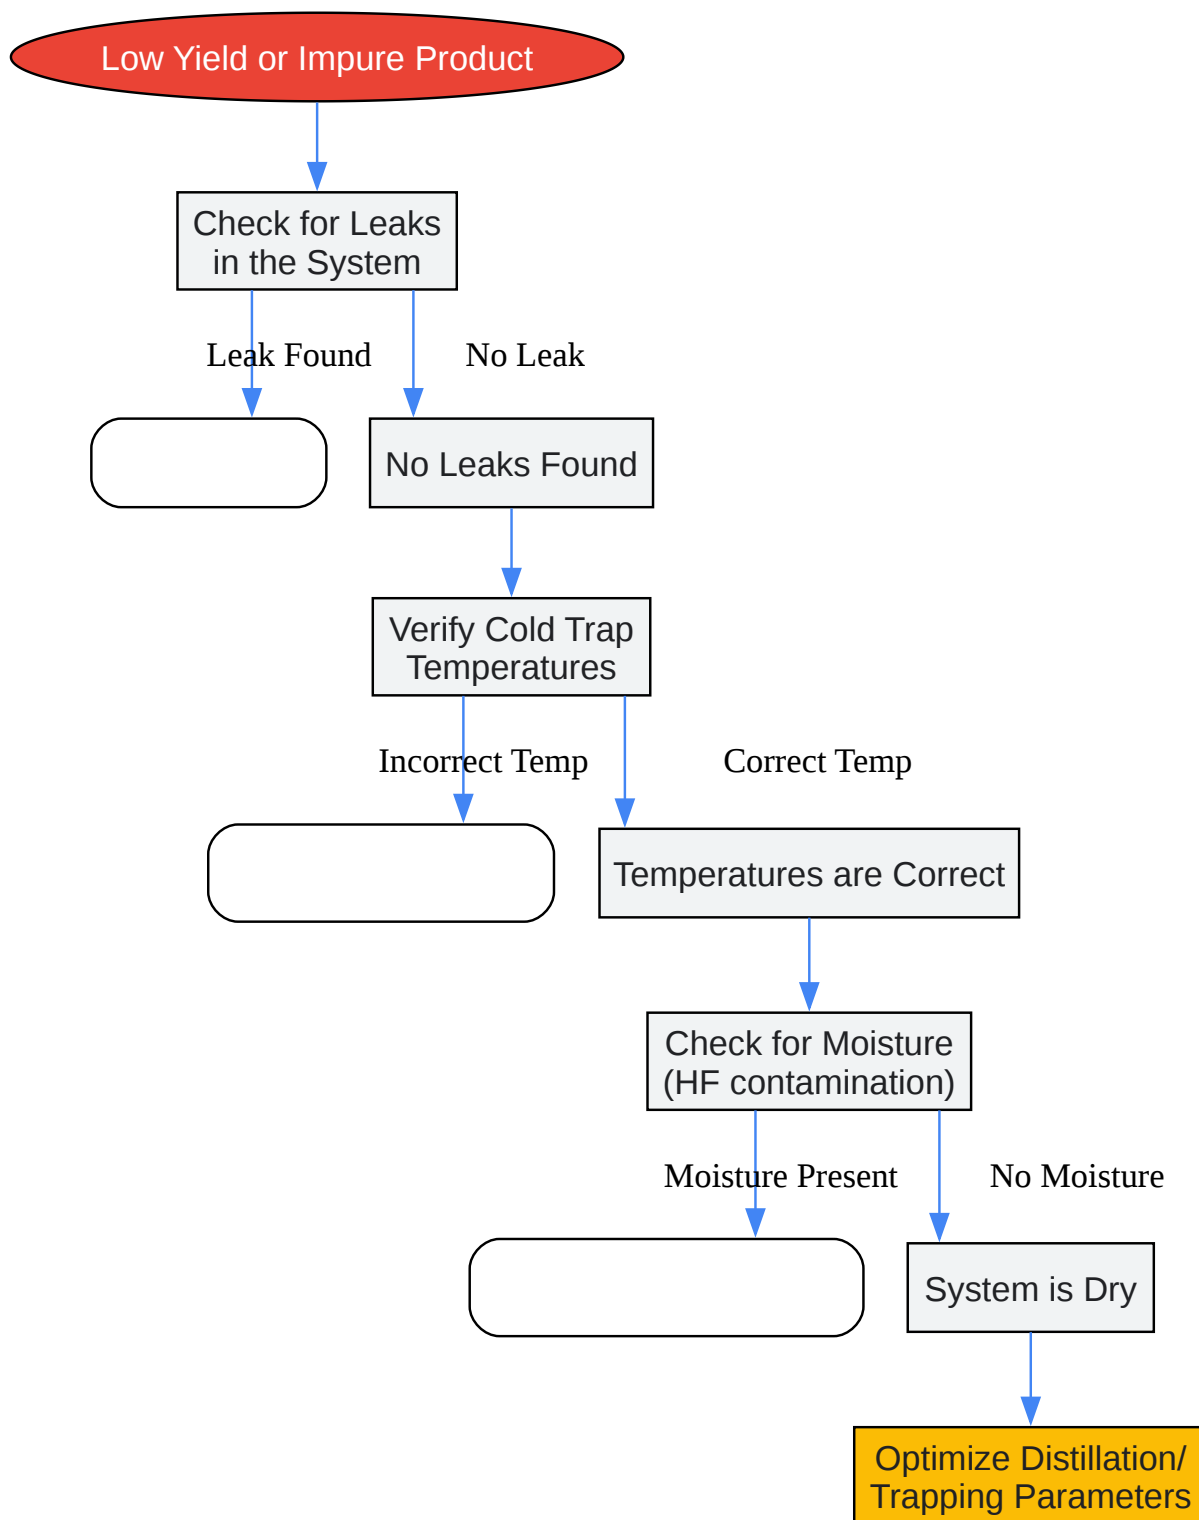 Low Yield or Impure Product
Check for Leaks
in the System
Leak Found
No Leak
No Leaks Found
Verify Cold Trap
Temperatures
Incorrect Temp
Correct Temp
Temperatures are Correct
Check for Moisture
(HF contamination)
Moisture Present
No Moisture
System is Dry
Optimize Distillation/
Trapping Parameters